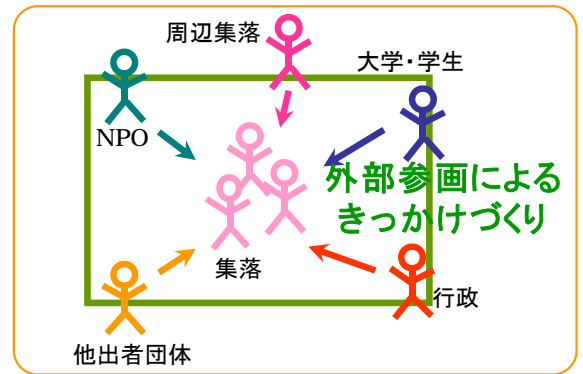 周辺集落
大学・学生
NPO
外部参画による
きっかけづくり
集落
行政
他出者団体